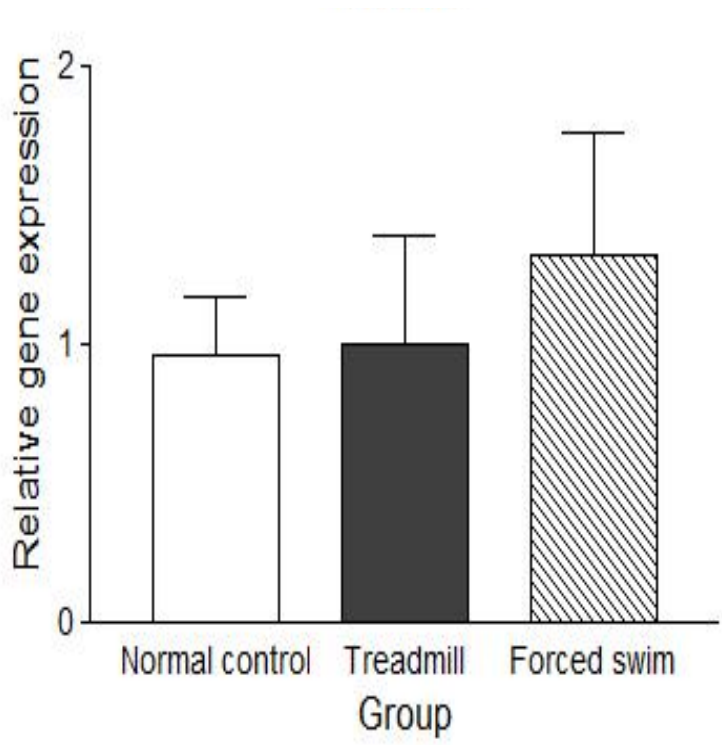 Relative gene expression
2
1
0
Normal control Treadmill Forced swim
Group